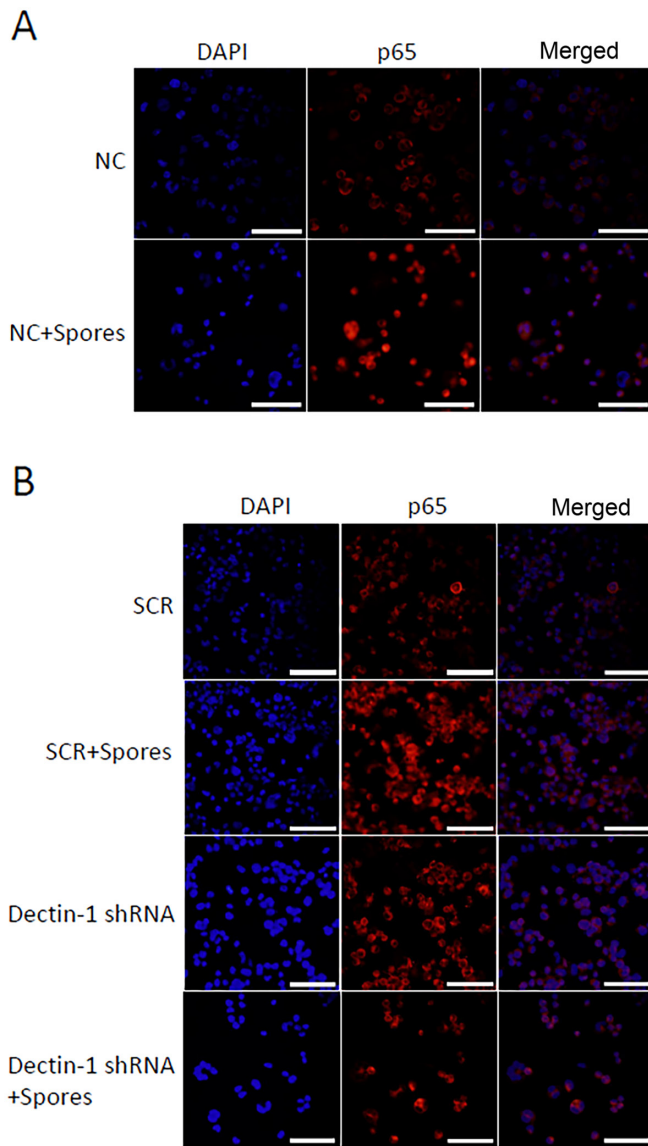 A
DAPI p65 Merged
NC
NC+Spores
B
DAPI p65 Merged
SCR
SCR+Spores
Dectin-1 shRNA
Dectin-1 shRNA
+Spores